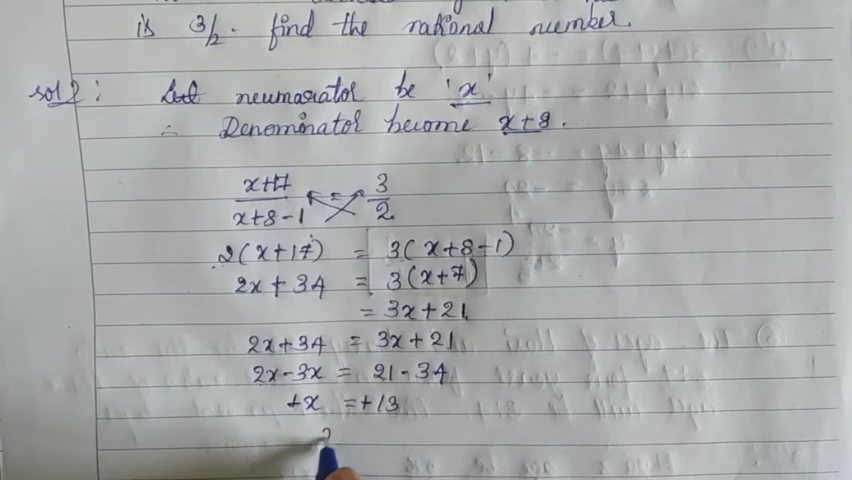 is 3/2. find the rational number.
sol 2: Let neumarator be 'x'
∴ Denominator become x+8.
x+17 / x+8-1 = 3/2
2(x+17) = 3(x+8-1)
2x+34 = 3(x+7)
= 3x+21
2x+34 = 3x+21
2x-3x = 21-34
+x = +13